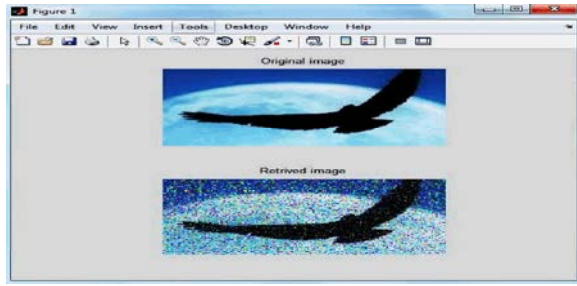 Figure 1
File Edit View Insert Tools Desktop Window Help
Original image
Retrived image